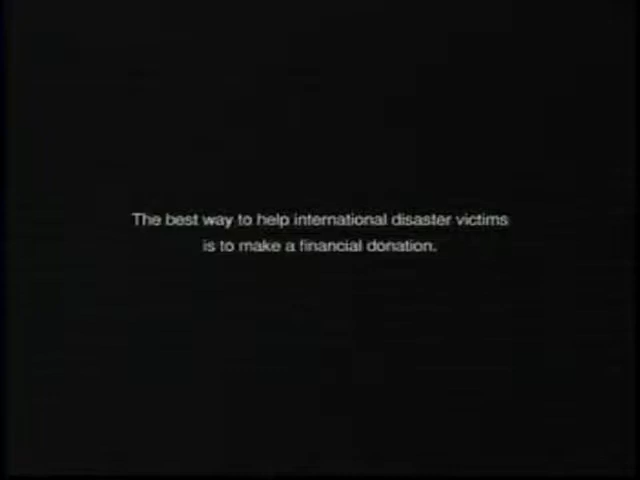 The best way to help international disaster victims
is to make a financial donation.